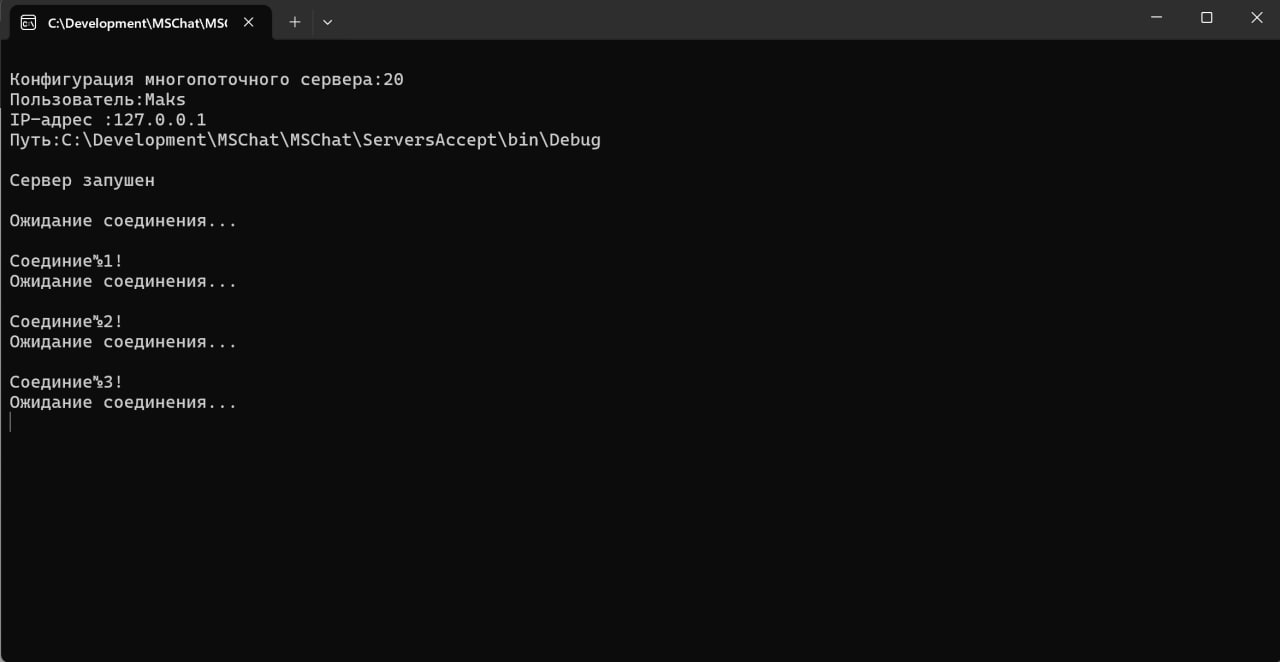 C:\Development\MSChat\MS
Конфигурация многопоточного сервера:20
Пользователь:Maks
IP-адрес :127.0.0.1
Путь:C:\Development\MSChat\MSChat\ServersAccept\bin\Debug
Сервер запушен
Ожидание соединения...
Соединие№1!
Ожидание соединения...
Соединие№2!
Ожидание соединения...
Соединие№3!
Ожидание соединения...